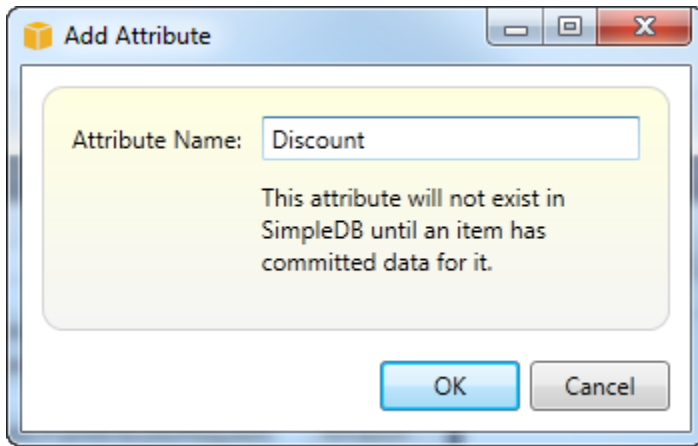 Add Attribute
Attribute Name: Discount
This attribute will not exist in
SimpleDB until an item has
committed data for it.
OK Cancel